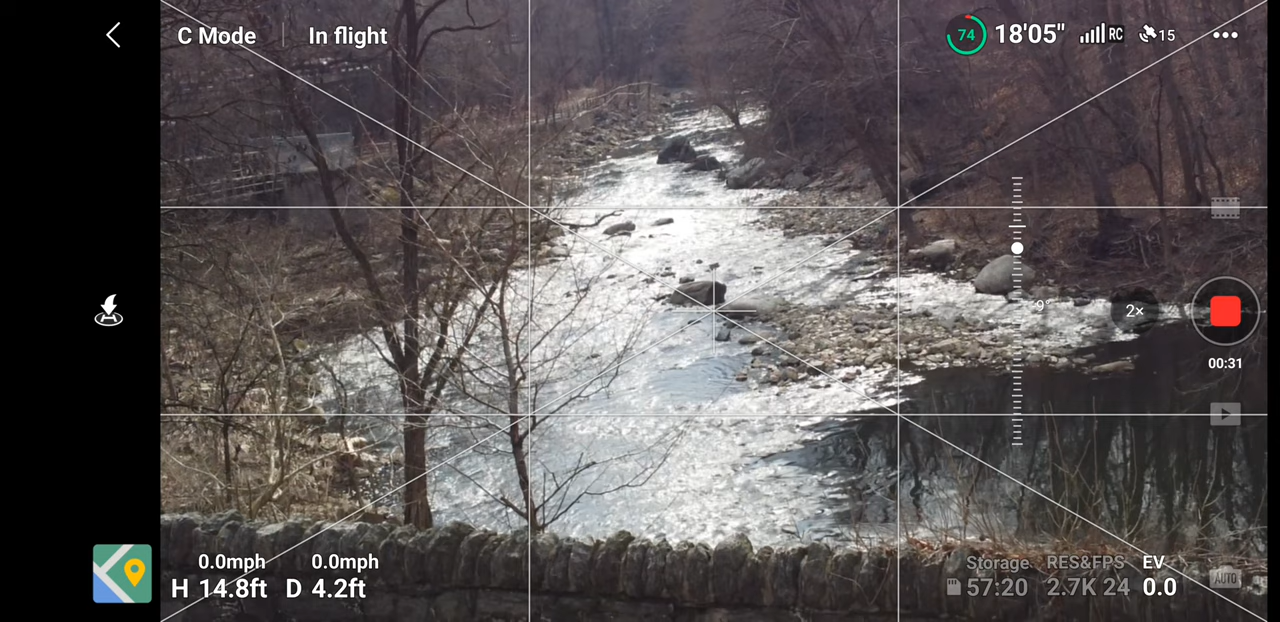 C Mode In flight 74 18'05" RC 15
9°
2×
00:31
0.0mph 0.0mph Storage RES&FPS EV
H 14.8ft D 4.2ft 57:20 2.7K 24 0.0 AUTO